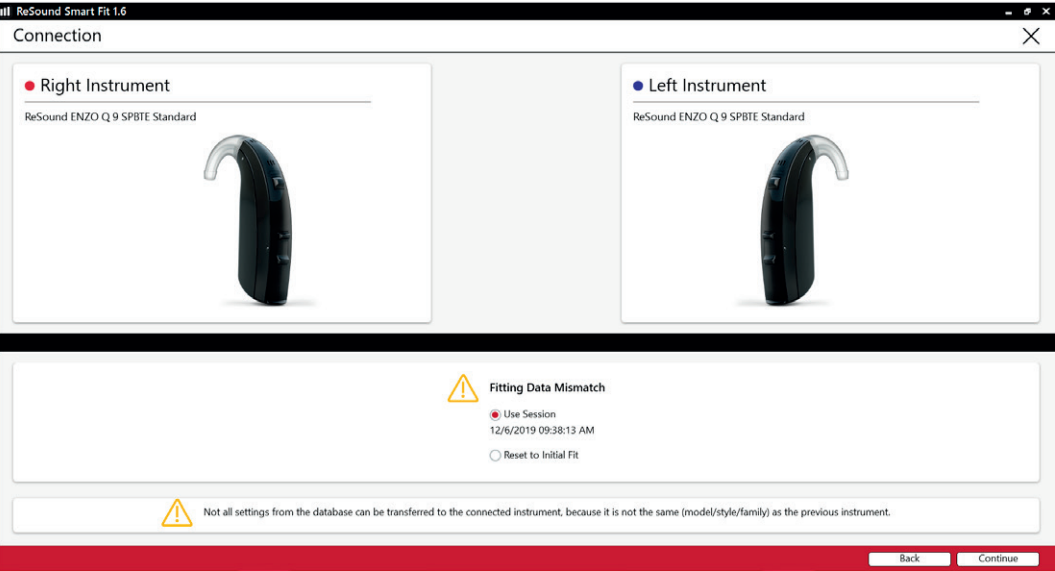 ReSound Smart Fit 1.6
Connection
Right Instrument
ReSound ENZO Q 9 SPBTE Standard
Left Instrument
ReSound ENZO Q 9 SPBTE Standard
Fitting Data Mismatch
Use Session
12/6/2019 09:38:13 AM
Reset to Initial Fit
Not all settings from the database can be transferred to the connected instrument, because it is not the same (model/style/family) as the previous instrument.
Back
Continue